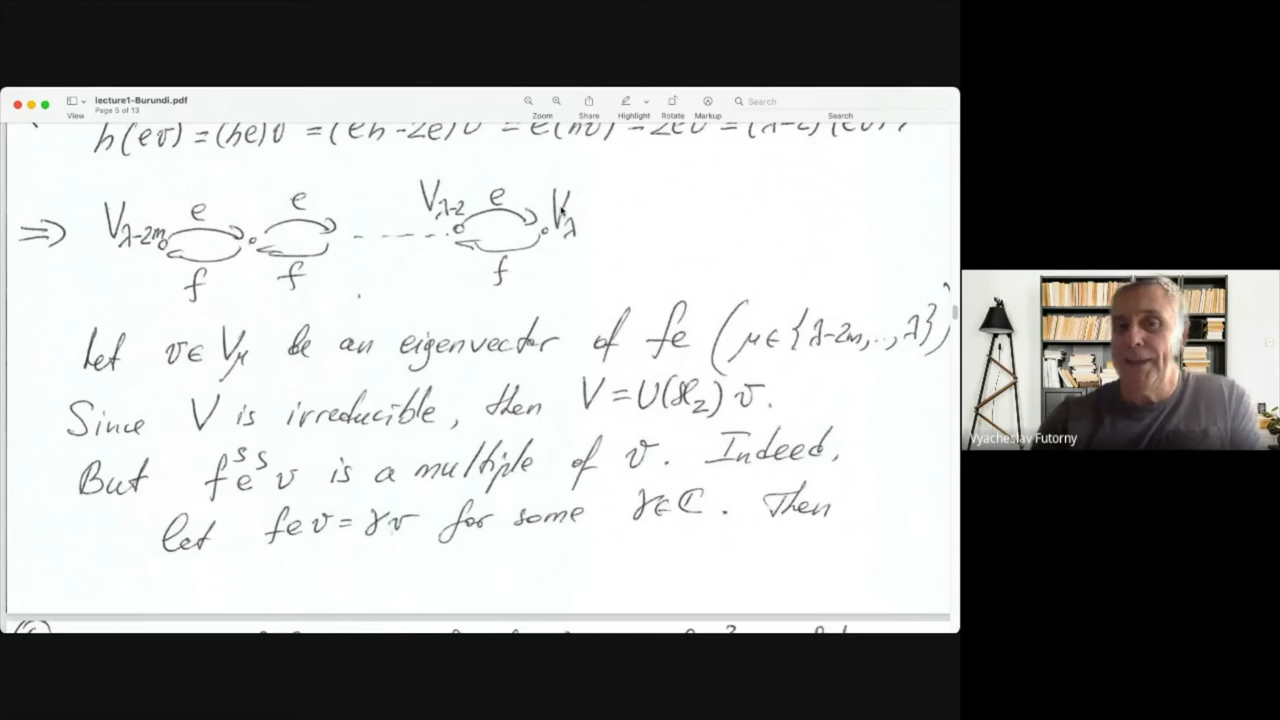 lecture1-Burundi.pdf
Page 5 of 13
View
Zoom
Share
Highlight
Rotate
Markup
Search
Search
h(ev) = (he)v = (eh - 2e)v = e(hv) - 2ev = (λ-2)(ev)
V_{λ-2} e V_λ
⇒ V_{λ-2m} e e
f f f
Let v ∈ V_μ be an eigenvector of fe (μ ∈ {λ-2m, .., λ})
Since V is irreducible, then V = U(sl_2) v.
But f^s e^s v is a multiple of v. Indeed,
let fev = γv for some γ ∈ ℂ. Then
Vyacheslav Futorny